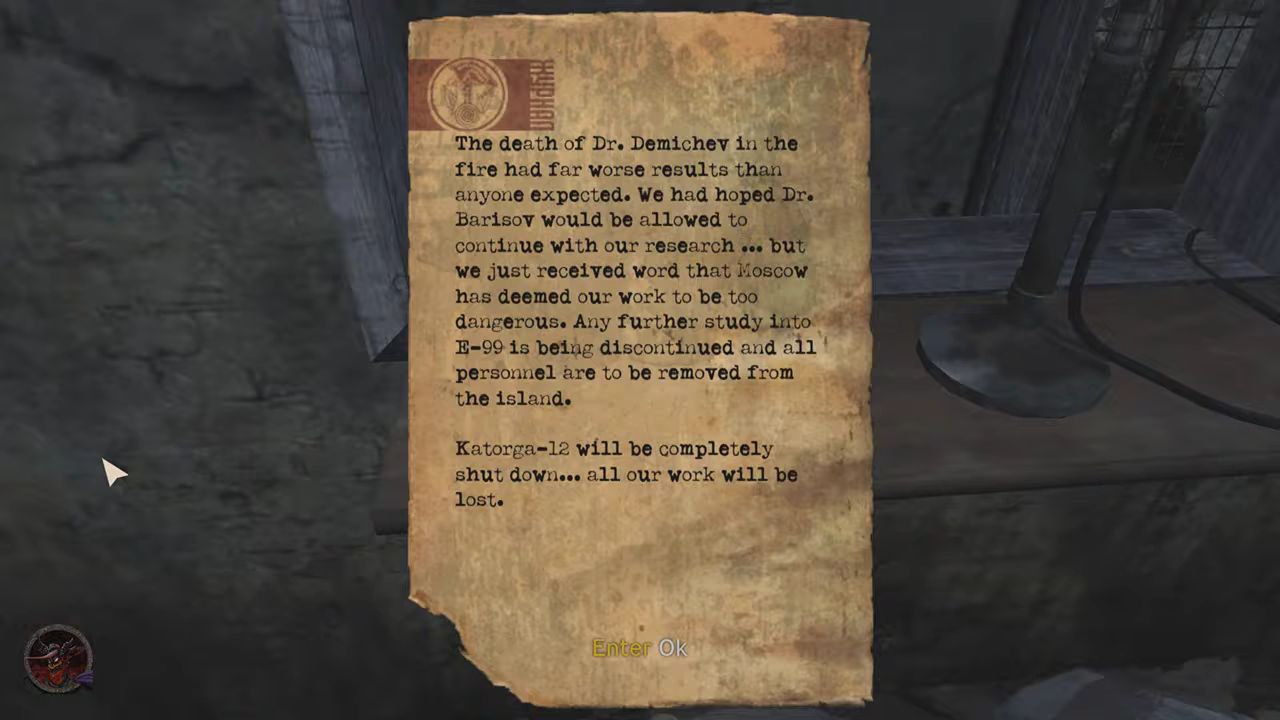 The death of Dr. Demichev in the
fire had far worse results than
anyone expected. We had hoped Dr.
Barisov would be allowed to
continue with our research ... but
we just received word that Moscow
has deemed our work to be too
dangerous. Any further study into
E-99 is being discontinued and all
personnel are to be removed from
the island.
Katorga-12 will be completely
shut down... all our work will be
lost.
Enter Ok